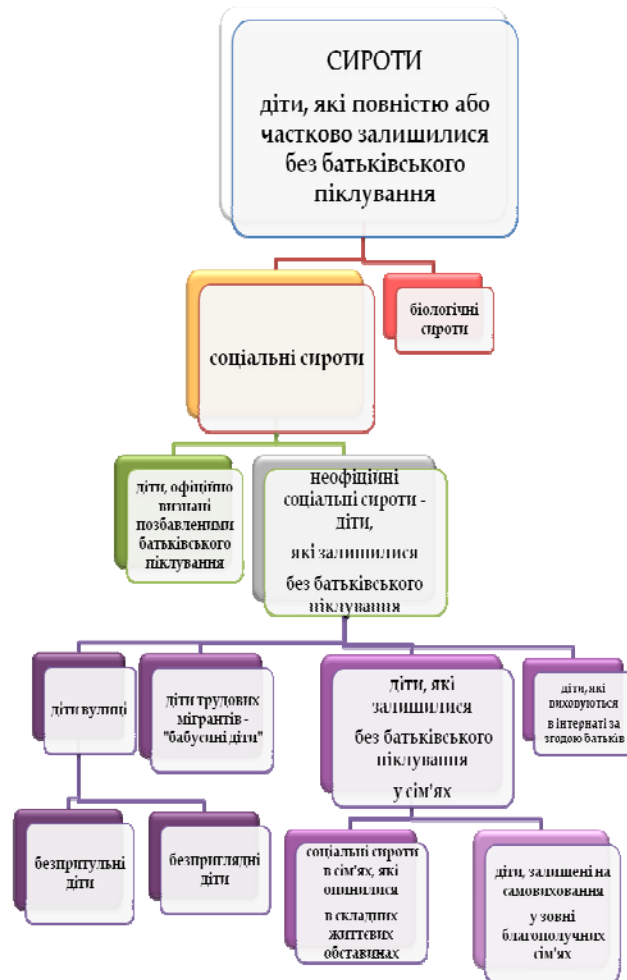 СИРОТИ
діти, які повністю або
частково залишилися
без батьківського
піклування
соціальні сироти
біологічні
сироти
діти, офіційно
визнані
позбавленими
батьківського
піклування
неофіційні
соціальні сироти -
діти,
які залишилися
без батьківського
піклування
діти вулиці
діти трудових
мігрантів -
"бабусині діти"
діти, які
залишилися
без батьківського
піклування
у сім'ях
діти, які
виховуються
в інтернаті за
згодою батьків
безпритульні
діти
безприглядні
діти
соціальні сироти
в сім'ях, які
опинилися
в складних
життєвих
обставинах
діти, залишені на
самовиховання
у зовні
благополучних
сім'ях